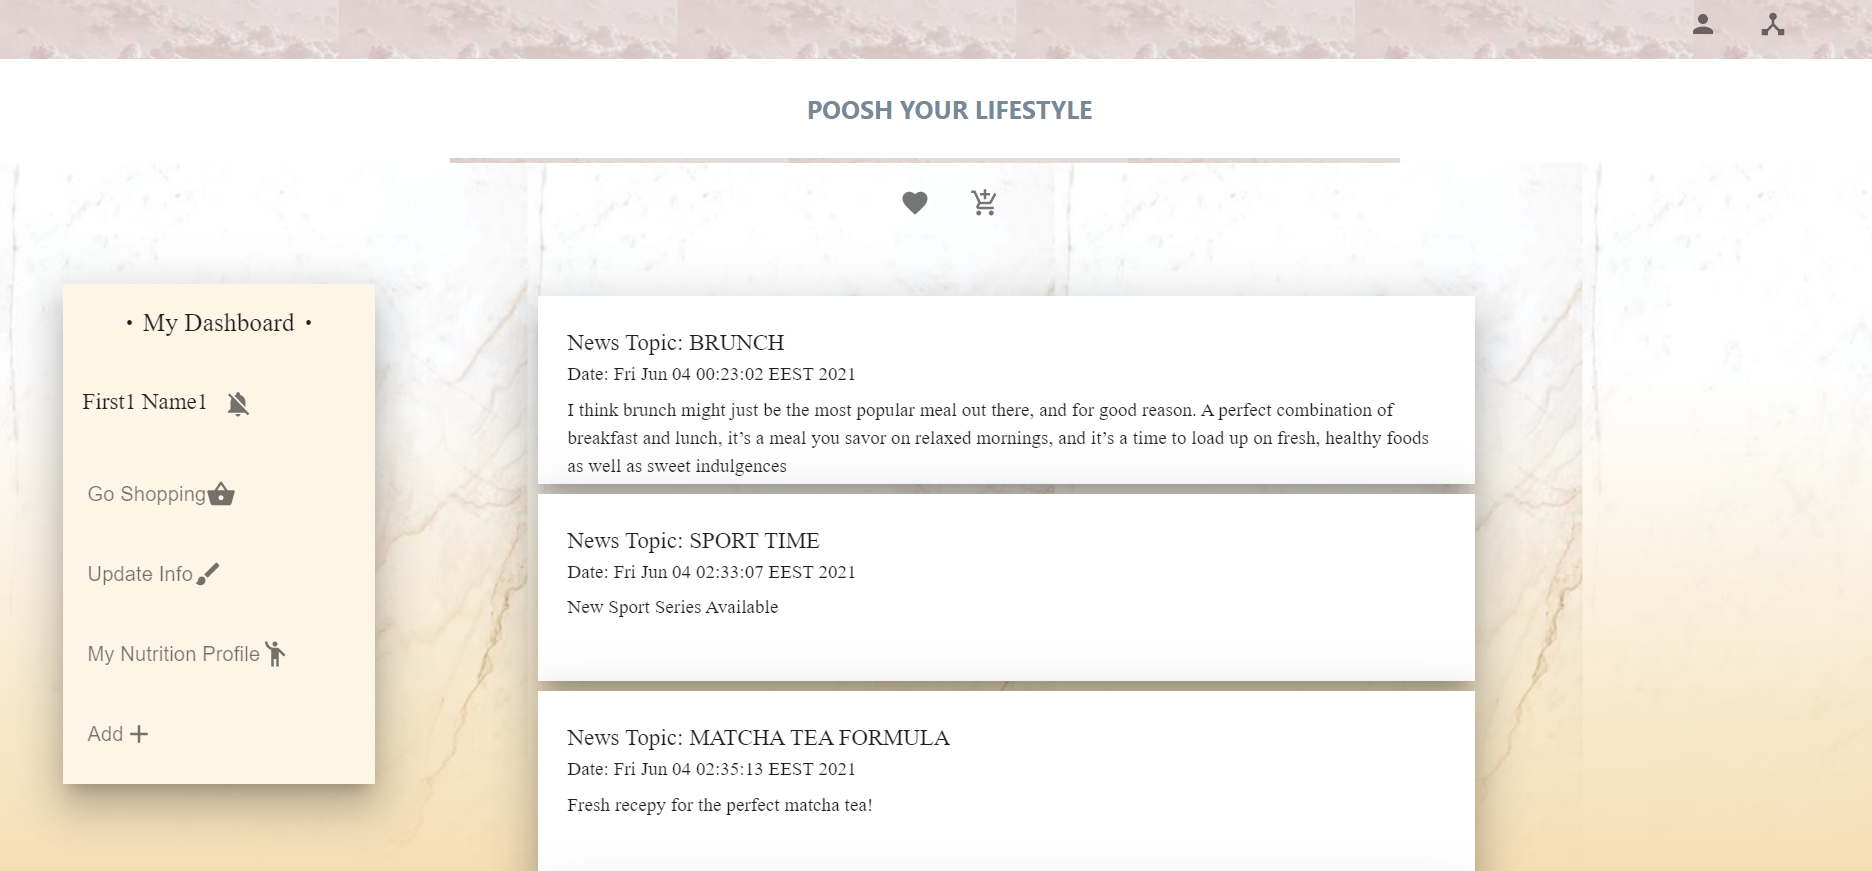 POOSH YOUR LIFESTYLE
• My Dashboard •
First1 Name1
Go Shopping
Update Info
My Nutrition Profile
Add
News Topic: BRUNCH
Date: Fri Jun 04 00:23:02 EEST 2021
I think brunch might just be the most popular meal out there, and for good reason. A perfect combination of
breakfast and lunch, it’s a meal you savor on relaxed mornings, and it’s a time to load up on fresh, healthy foods
as well as sweet indulgences
News Topic: SPORT TIME
Date: Fri Jun 04 02:33:07 EEST 2021
New Sport Series Available
News Topic: MATCHA TEA FORMULA
Date: Fri Jun 04 02:35:13 EEST 2021
Fresh recepy for the perfect matcha tea!